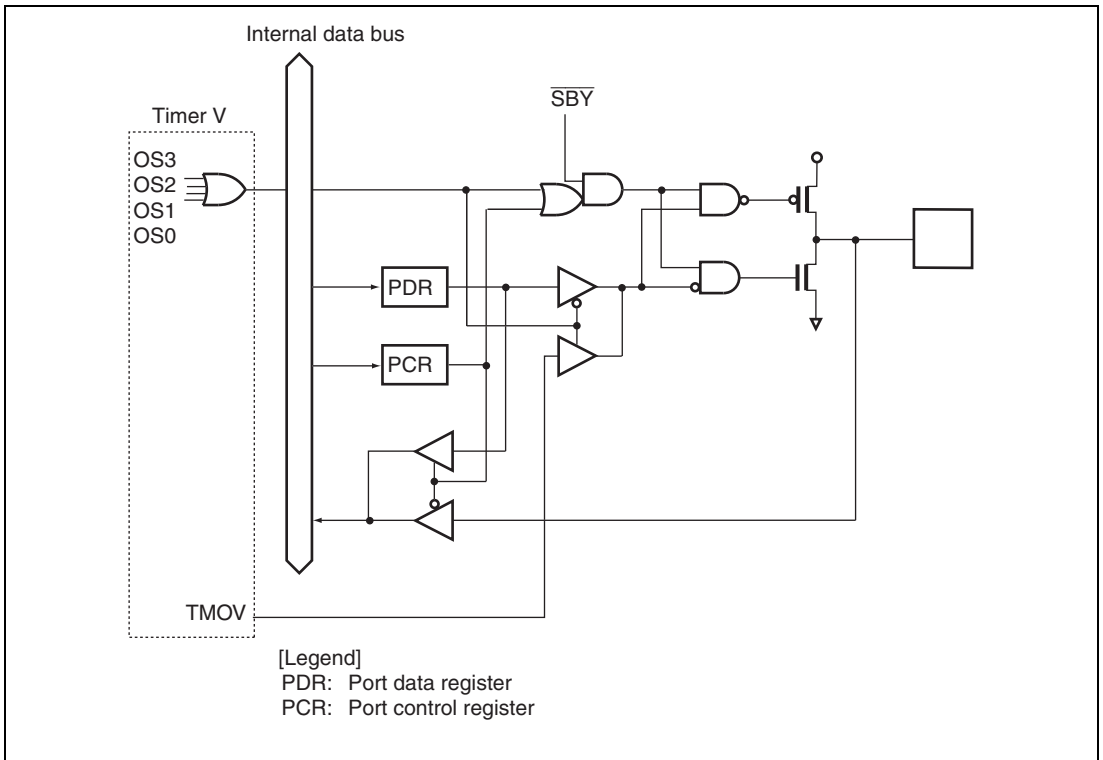 Internal data bus
SBY
Timer V
OS3
OS2
OS1
OS0
PDR
PCR
TMOV
[Legend]
PDR: Port data register
PCR: Port control register